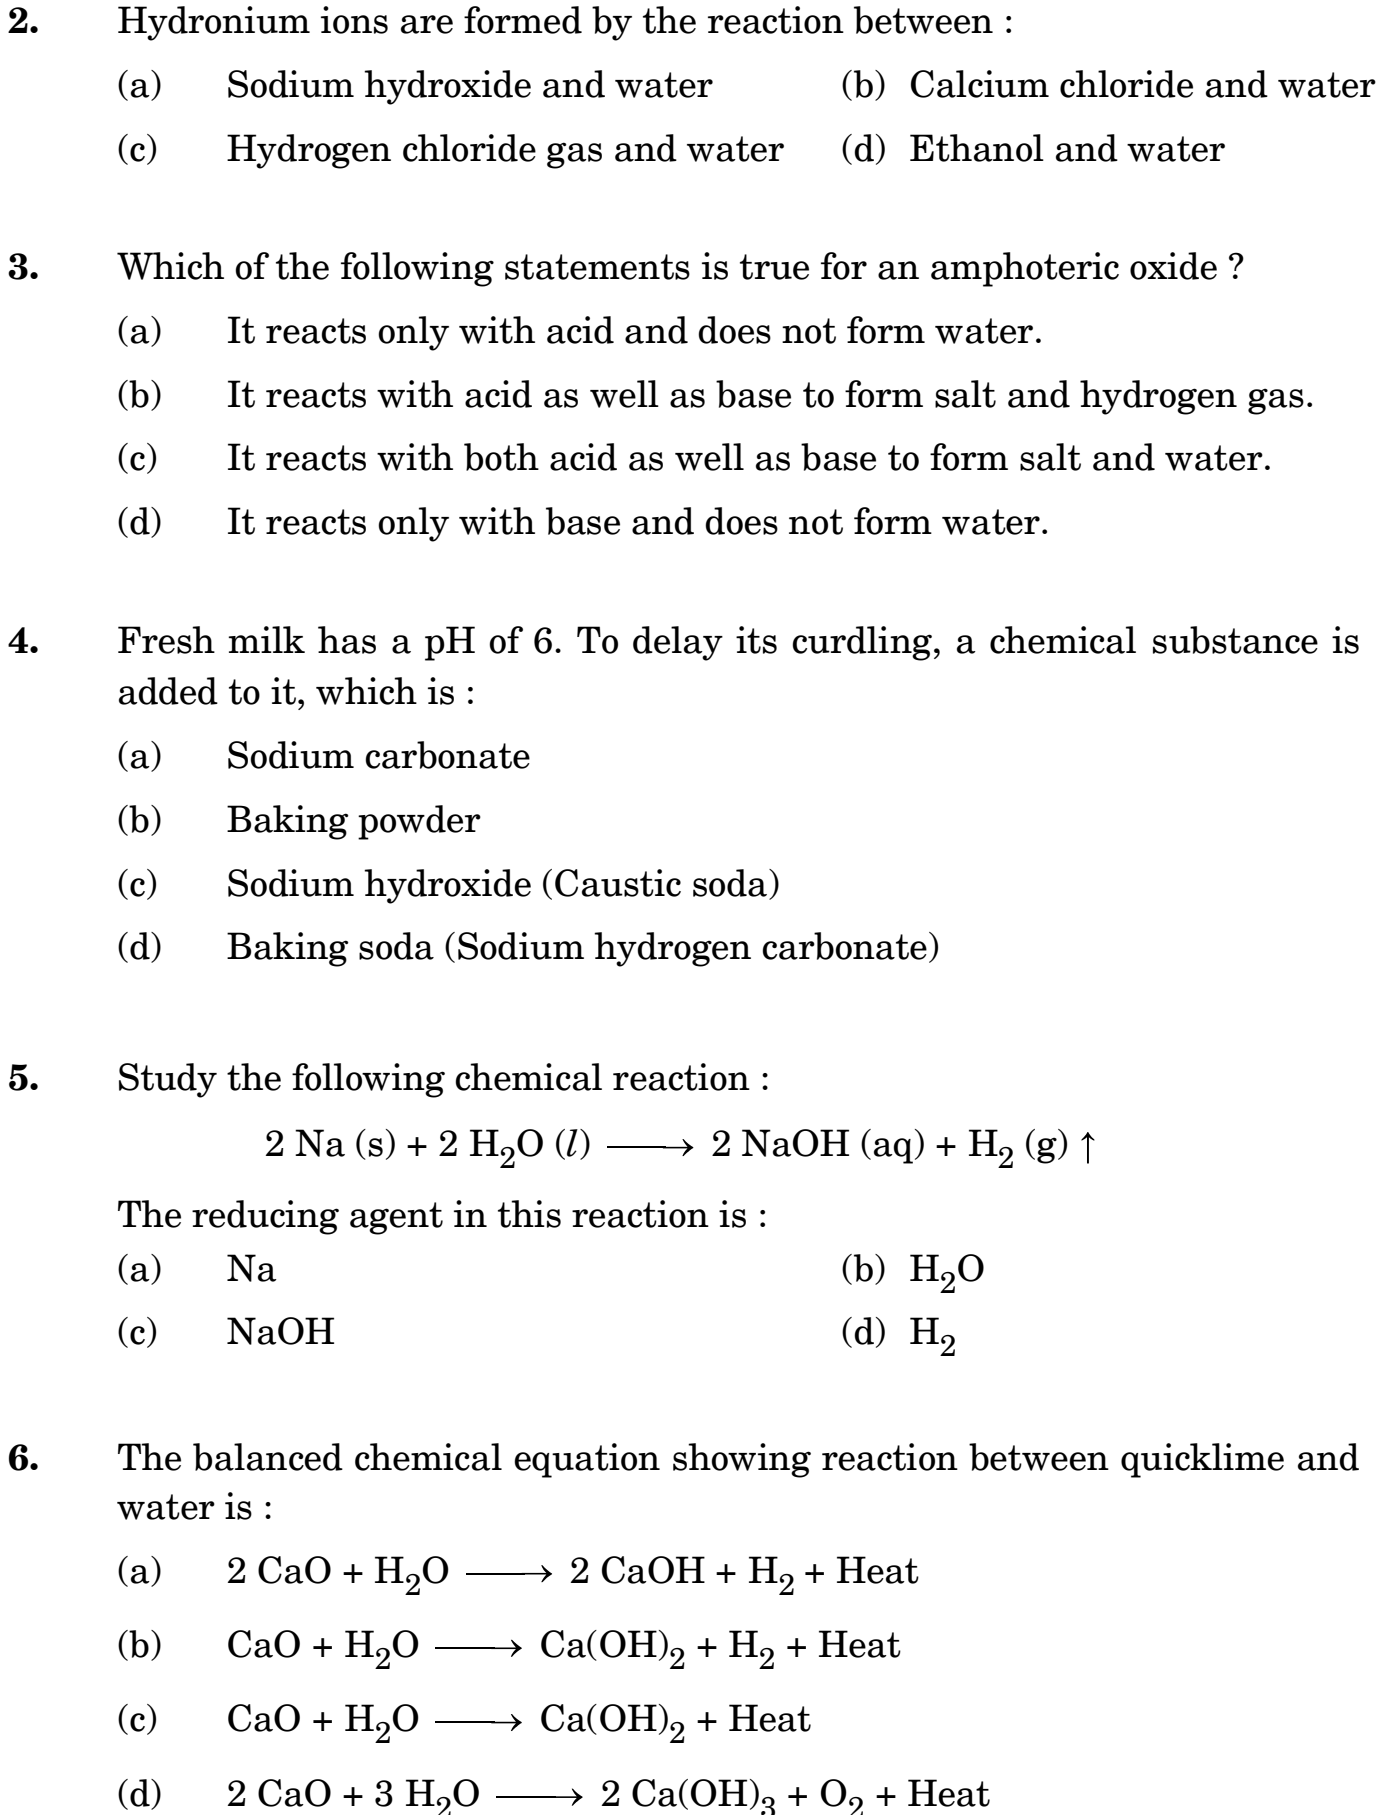 2. Hydronium ions are formed by the reaction between :
(a) Sodium hydroxide and water (b) Calcium chloride and water
(c) Hydrogen chloride gas and water (d) Ethanol and water
3. Which of the following statements is true for an amphoteric oxide ?
(a) It reacts only with acid and does not form water.
(b) It reacts with acid as well as base to form salt and hydrogen gas.
(c) It reacts with both acid as well as base to form salt and water.
(d) It reacts only with base and does not form water.
4. Fresh milk has a pH of 6. To delay its curdling, a chemical substance is
added to it, which is :
(a) Sodium carbonate
(b) Baking powder
(c) Sodium hydroxide (Caustic soda)
(d) Baking soda (Sodium hydrogen carbonate)
5. Study the following chemical reaction :
2 Na (s) + 2 H₂O (l) ⟶ 2 NaOH (aq) + H₂ (g) ↑
The reducing agent in this reaction is :
(a) Na (b) H₂O
(c) NaOH (d) H₂
6. The balanced chemical equation showing reaction between quicklime and
water is :
(a) 2 CaO + H₂O ⟶ 2 CaOH + H₂ + Heat
(b) CaO + H₂O ⟶ Ca(OH)₂ + H₂ + Heat
(c) CaO + H₂O ⟶ Ca(OH)₂ + Heat
(d) 2 CaO + 3 H₂O ⟶ 2 Ca(OH)₃ + O₂ + Heat